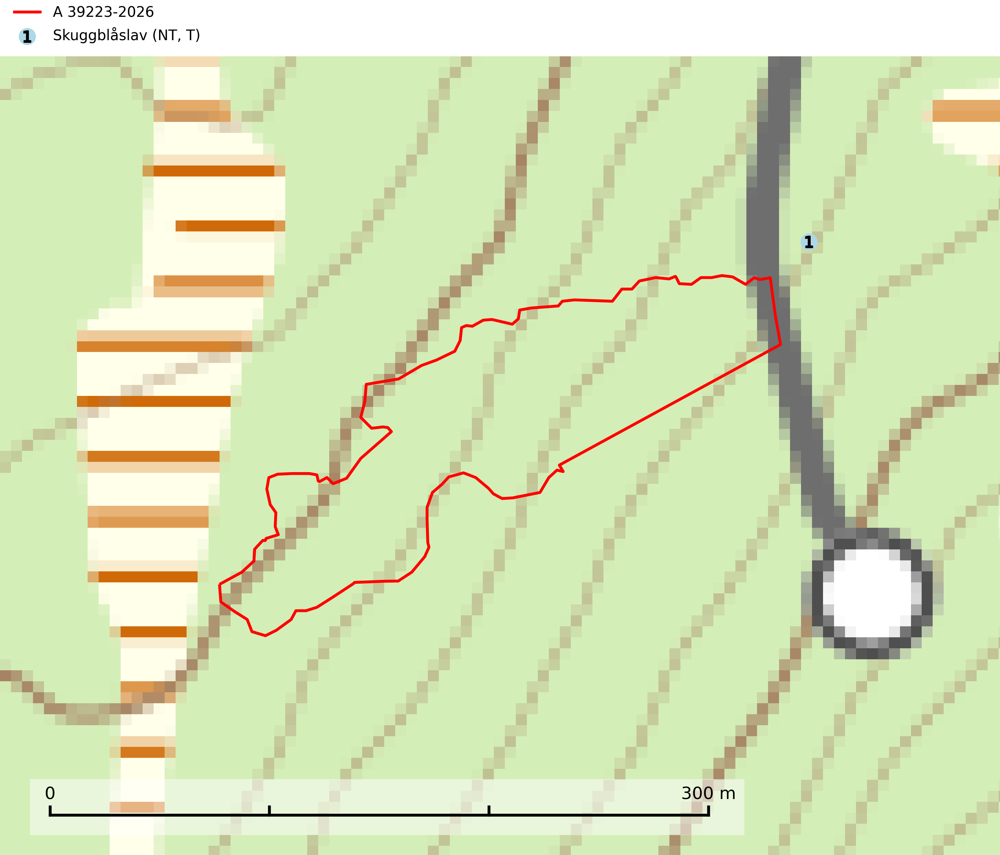 A 39223-2026
1 Skuggblåslav (NT, T)
1
0 300 m